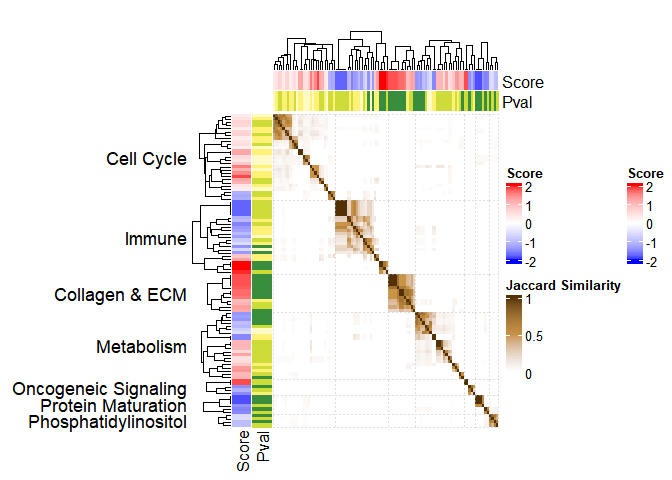 Score
Pval
Cell Cycle
Immune
Collagen & ECM
Metabolism
Oncogeneic Signaling
Protein Maturation
Phosphatidylinositol
Score
Pval
Score
2
1
0
-1
-2
Score
2
1
0
-1
-2
Jaccard Similarity
1
0.5
0